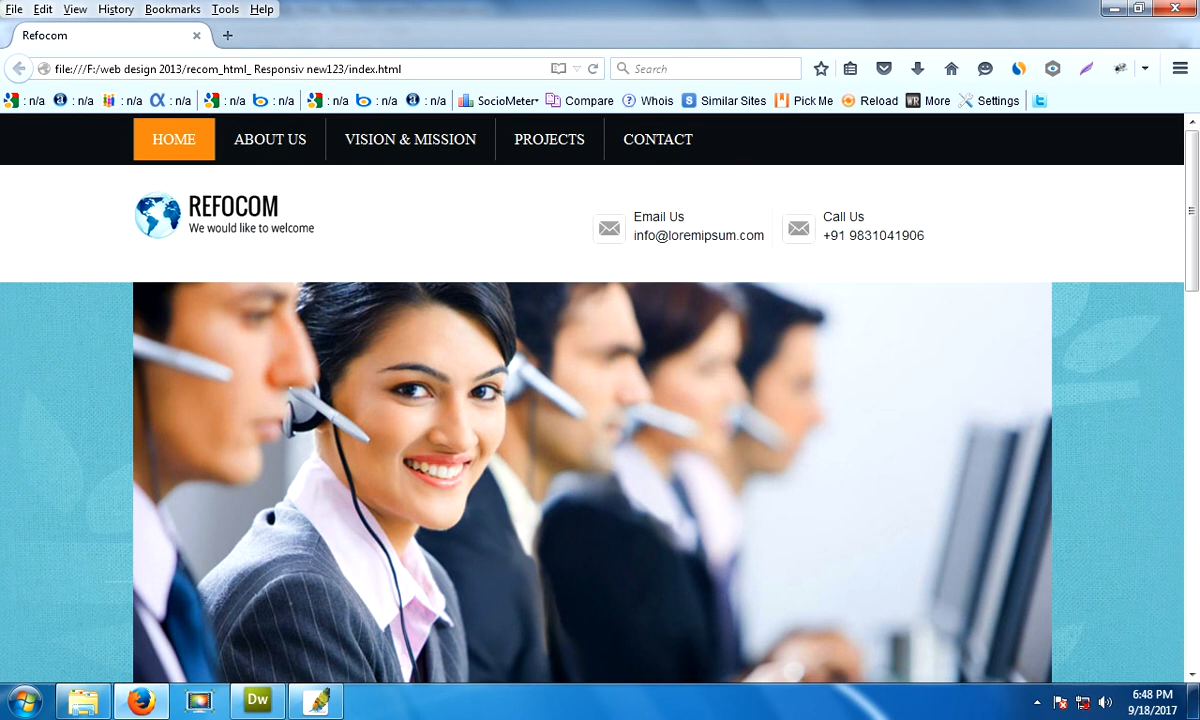 File Edit View History Bookmarks Tools Help
Refocom
file:///F:/web design 2013/recom_html_ Responsiv new123/index.html
Search
: n/a : n/a : n/a : n/a : n/a : n/a : n/a : n/a : n/a SocioMeter Compare Whois Similar Sites Pick Me Reload WR More Settings
HOME ABOUT US VISION & MISSION PROJECTS CONTACT
REFOCOM
We would like to welcome
Email Us
info@loremipsum.com
Call Us
+91 9831041906
Dw
6:48 PM
9/18/2017